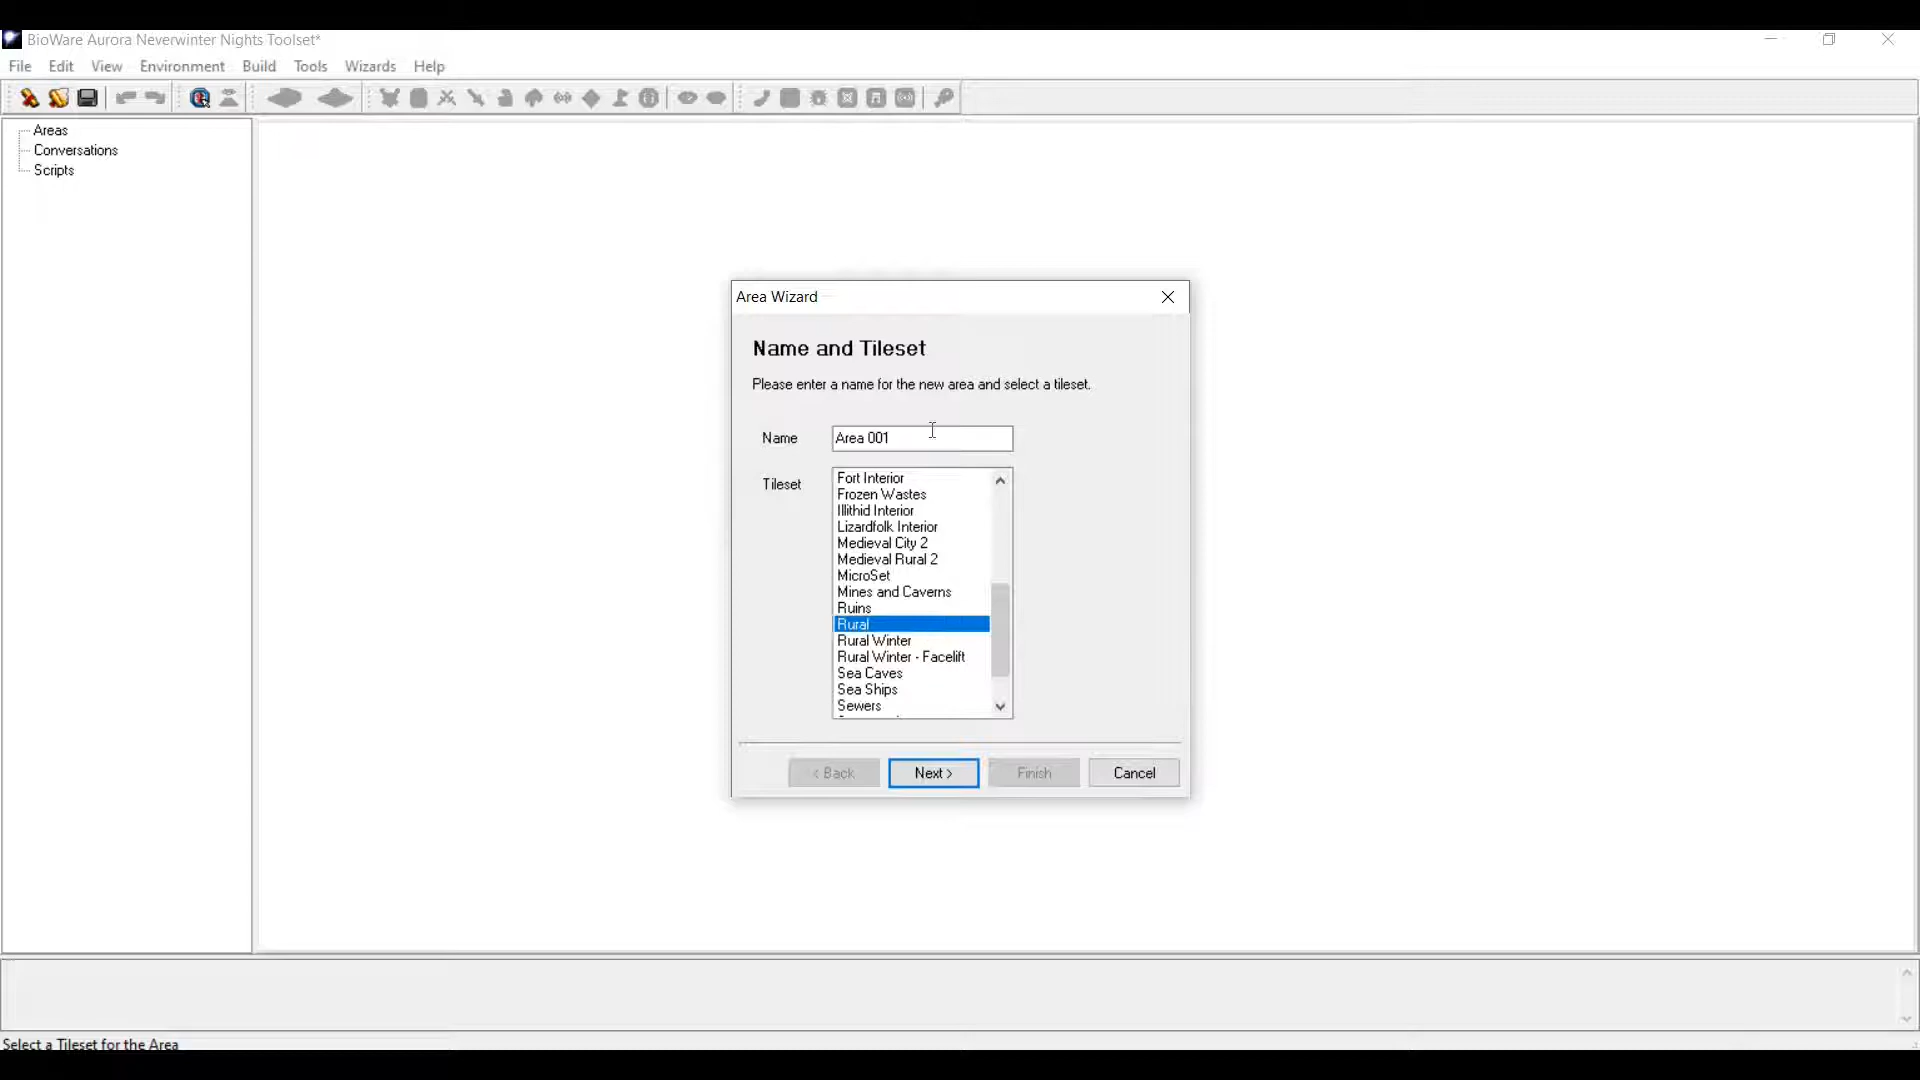 BioWare Aurora Neverwinter Nights Toolset*
File Edit View Environment Build Tools Wizards Help
Areas
Conversations
Scripts
Area Wizard
Name and Tileset
Please enter a name for the new area and select a tileset.
Name Area 001
Tileset
Fort Interior
Frozen Wastes
Illithid Interior
Lizardfolk Interior
Medieval City 2
Medieval Rural 2
MicroSet
Mines and Caverns
Ruins
Rural
Rural Winter
Rural Winter - Facelift
Sea Caves
Sea Ships
Sewers
< Back Next > Finish Cancel
Select a Tileset for the Area